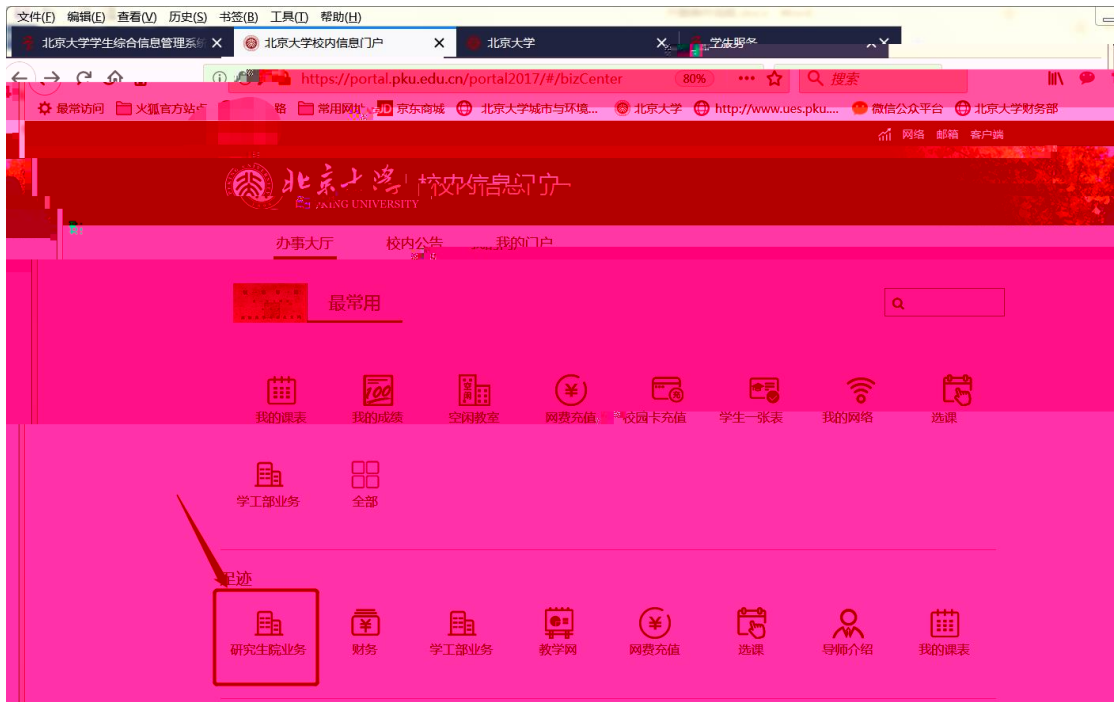 文件(F) 编辑(E) 查看(V) 历史(S) 书签(B) 工具(T) 帮助(H)
北京大学学生综合信息管理系统 北京大学校内信息门户 北京大学
https://portal.pku.edu.cn/portal2017/#/bizCenter 80% 搜索
最常访问 火狐官方站点 常用网址 JD 京东商城 北京大学城市与环境... 北京大学 http://www.ues.pku.... 微信公众平台 北京大学财务部
网络 邮箱 客户端
北京大学 校内信息门户
UNIVERSITY
办事大厅 校内公告 我的门户
最常用
我的课表 我的成绩 空闲教室 网费充值 校园卡充值 学生一张表 我的网络 选课
学工部业务 全部
足迹
研究生院业务 财务 学工部业务 教学网 网费充值 选课 导师介绍 我的课表